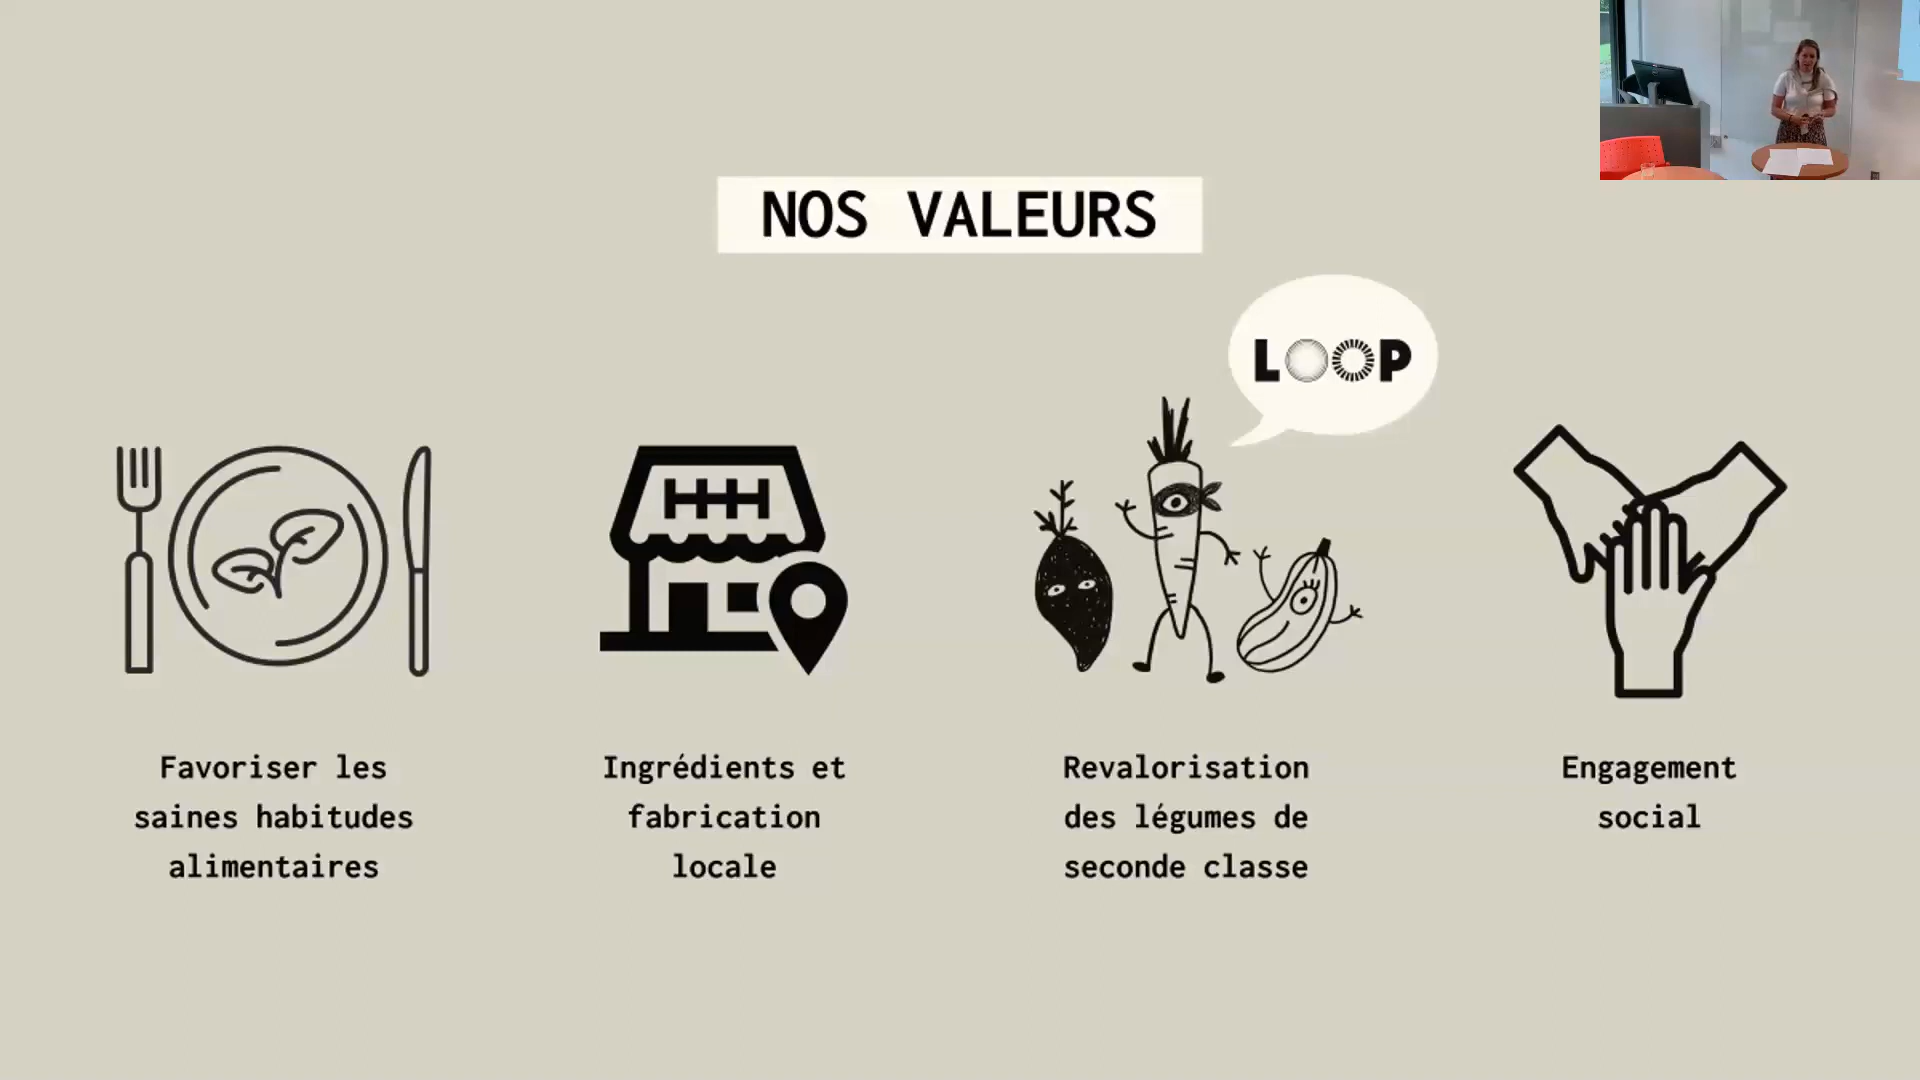 NOS VALEURS
LOOP
Favoriser les
saines habitudes
alimentaires
Ingrédients et
fabrication
locale
Revalorisation
des légumes de
seconde classe
Engagement
social